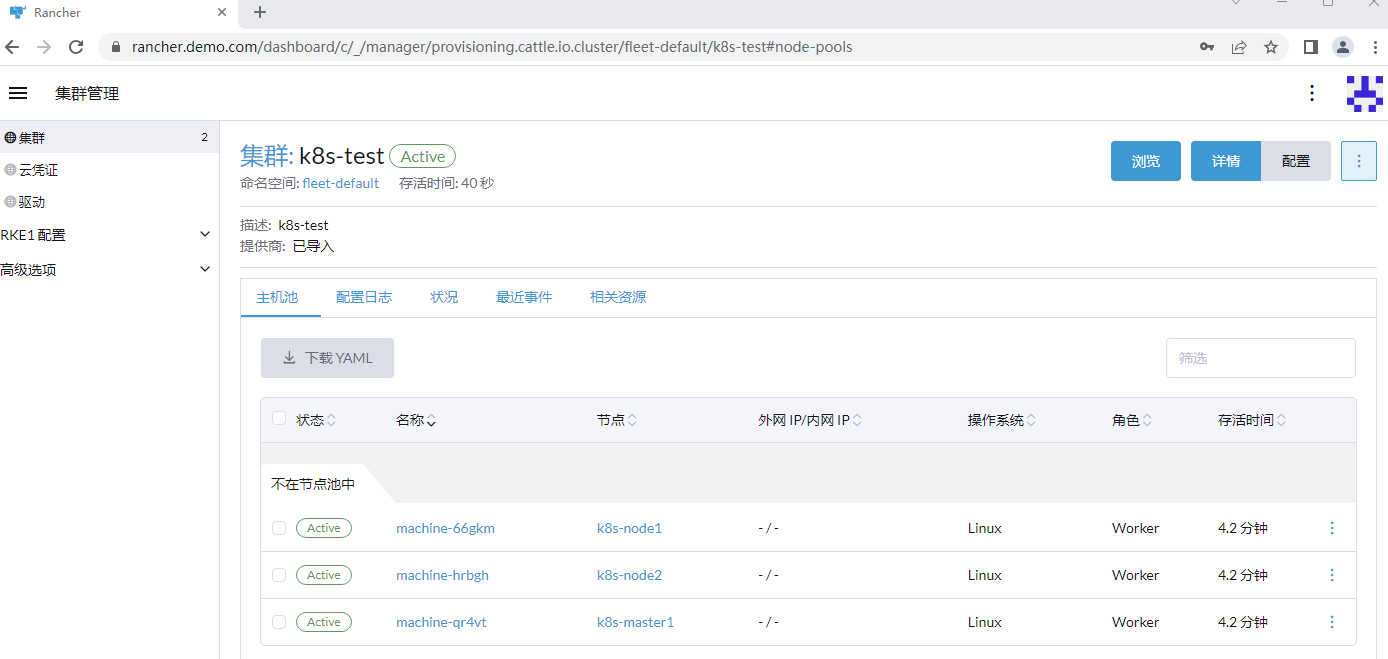 Rancher
rancher.demo.com/dashboard/c/_/manager/provisioning.cattle.io.cluster/fleet-default/k8s-test#node-pools
集群管理
集群 2
云凭证
驱动
RKE1 配置
高级选项
集群: k8s-test Active
浏览 详情 配置
命名空间: fleet-default 存活时间: 40 秒
描述: k8s-test
提供商: 已导入
主机池 配置日志 状况 最近事件 相关资源
下载 YAML 筛选
状态 名称 节点 外网 IP/内网 IP 操作系统 角色 存活时间
不在节点池中
Active machine-66gkm k8s-node1 - / - Linux Worker 4.2 分钟
Active machine-hrbgh k8s-node2 - / - Linux Worker 4.2 分钟
Active machine-qr4vt k8s-master1 - / - Linux Worker 4.2 分钟